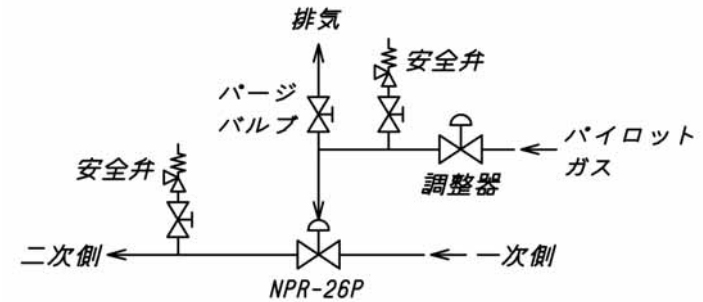 排気
安全弁
パージ
バルブ
パイロット
ガス
調整器
安全弁
二次側
一次側
NPR-26P